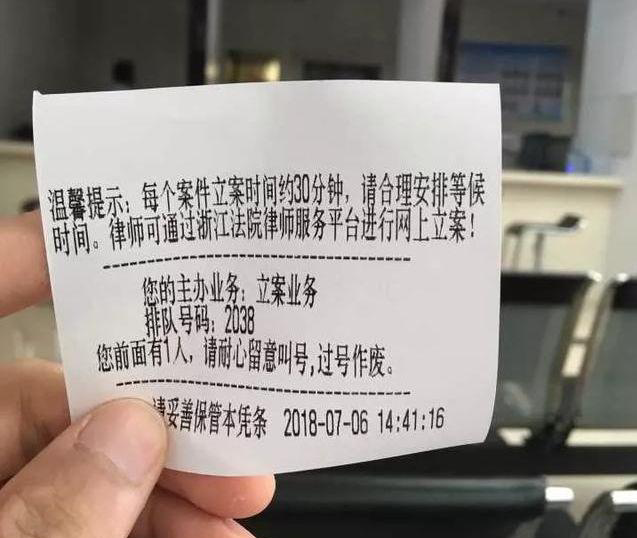 温馨提示：每个案件立案时间约30分钟，请合理安排等候
时间。律师可通过浙江法院律师服务平台进行网上立案！
您的主办业务：立案业务
排队号码：2038
您前面有1人，请耐心留意叫号,过号作废。
请妥善保管本凭条 2018-07-06 14:41:16